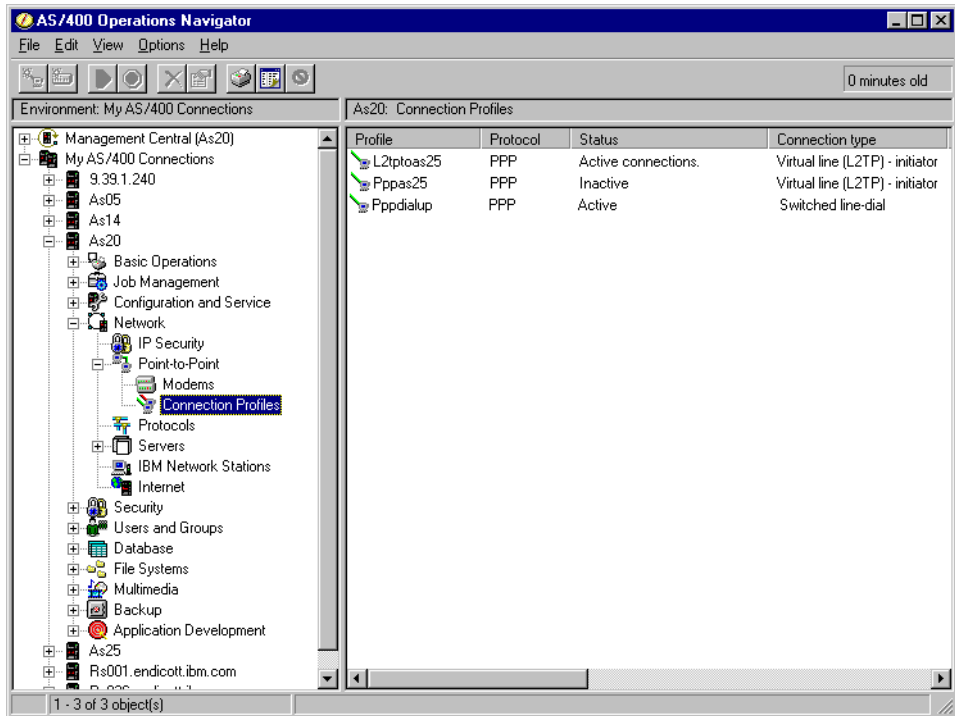 AS/400 Operations Navigator
File Edit View Options Help
0 minutes old
Environment: My AS/400 Connections
As20: Connection Profiles
Management Central (As20)
My AS/400 Connections
9.39.1.240
As05
As14
As20
Basic Operations
Job Management
Configuration and Service
Network
IP Security
Point-to-Point
Modems
Connection Profiles
Protocols
Servers
IBM Network Stations
Internet
Security
Users and Groups
Database
File Systems
Multimedia
Backup
Application Development
As25
Rs001.endicott.ibm.com
Profile Protocol Status Connection type
L2tptoas25 PPP Active connections. Virtual line (L2TP) - initiator
Pppas25 PPP Inactive Virtual line (L2TP) - initiator
Pppdialup PPP Active Switched line-dial
1 - 3 of 3 object(s)